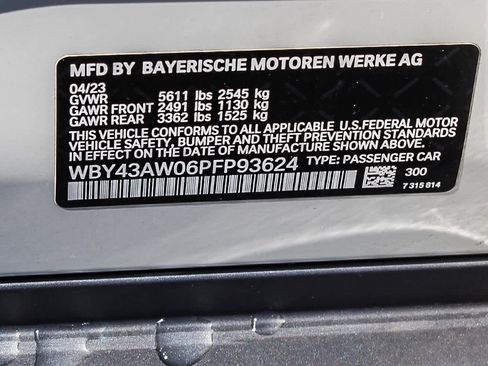 MFD BY BAYERISCHE MOTOREN WERKE AG
04/23
GVWR 5611 lbs 2545 kg
GAWR FRONT 2491 lbs 1130 kg
GAWR REAR 3362 lbs 1525 kg
THIS VEHICLE CONFORMS TO ALL APPLICABLE U.S.FEDERAL MOTOR
VEHICLE SAFETY, BUMPER AND THEFT PREVENTION STANDARDS
IN EFFECT ON THE DATE OF MANUFACTURE SHOWN ABOVE.
WBY43AW06PFP93624 TYPE: PASSENGER CAR
300
7 315 814